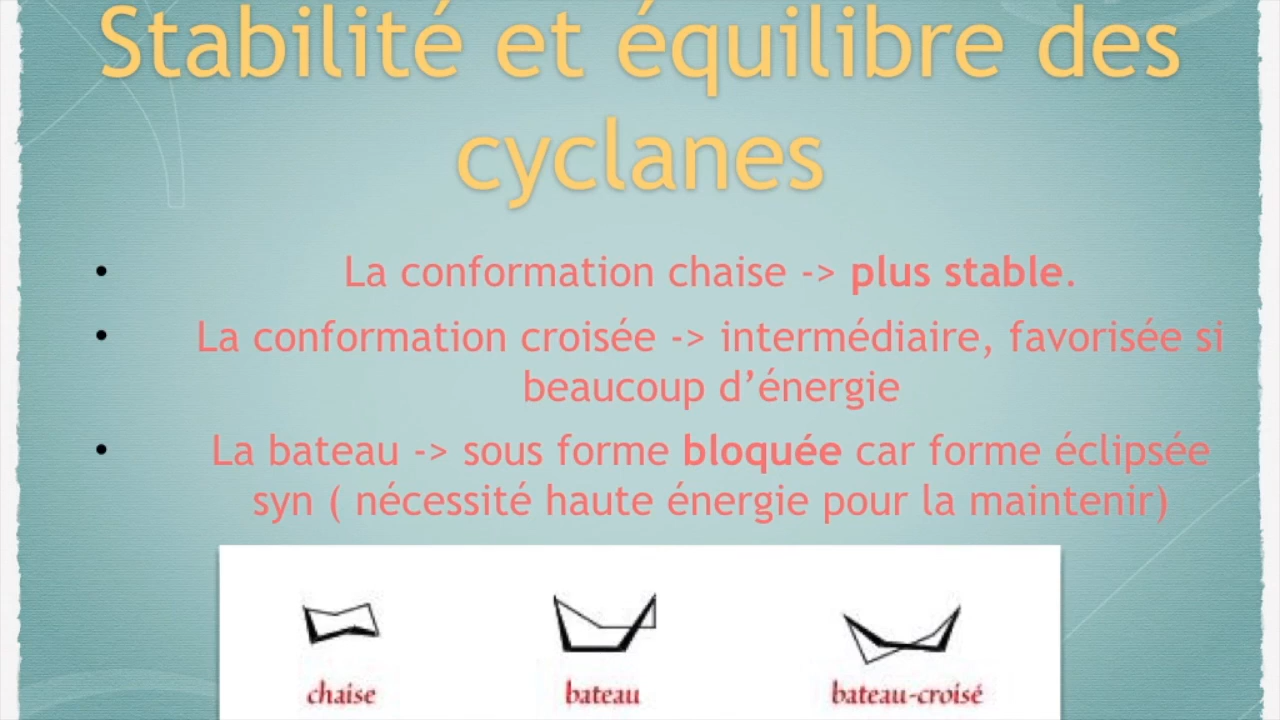 Stabilité et équilibre des
cyclanes
• La conformation chaise -> plus stable.
• La conformation croisée -> intermédiaire, favorisée si
beaucoup d’énergie
• La bateau -> sous forme bloquée car forme éclipsée
syn ( nécessité haute énergie pour la maintenir)
chaise bateau bateau-croisé